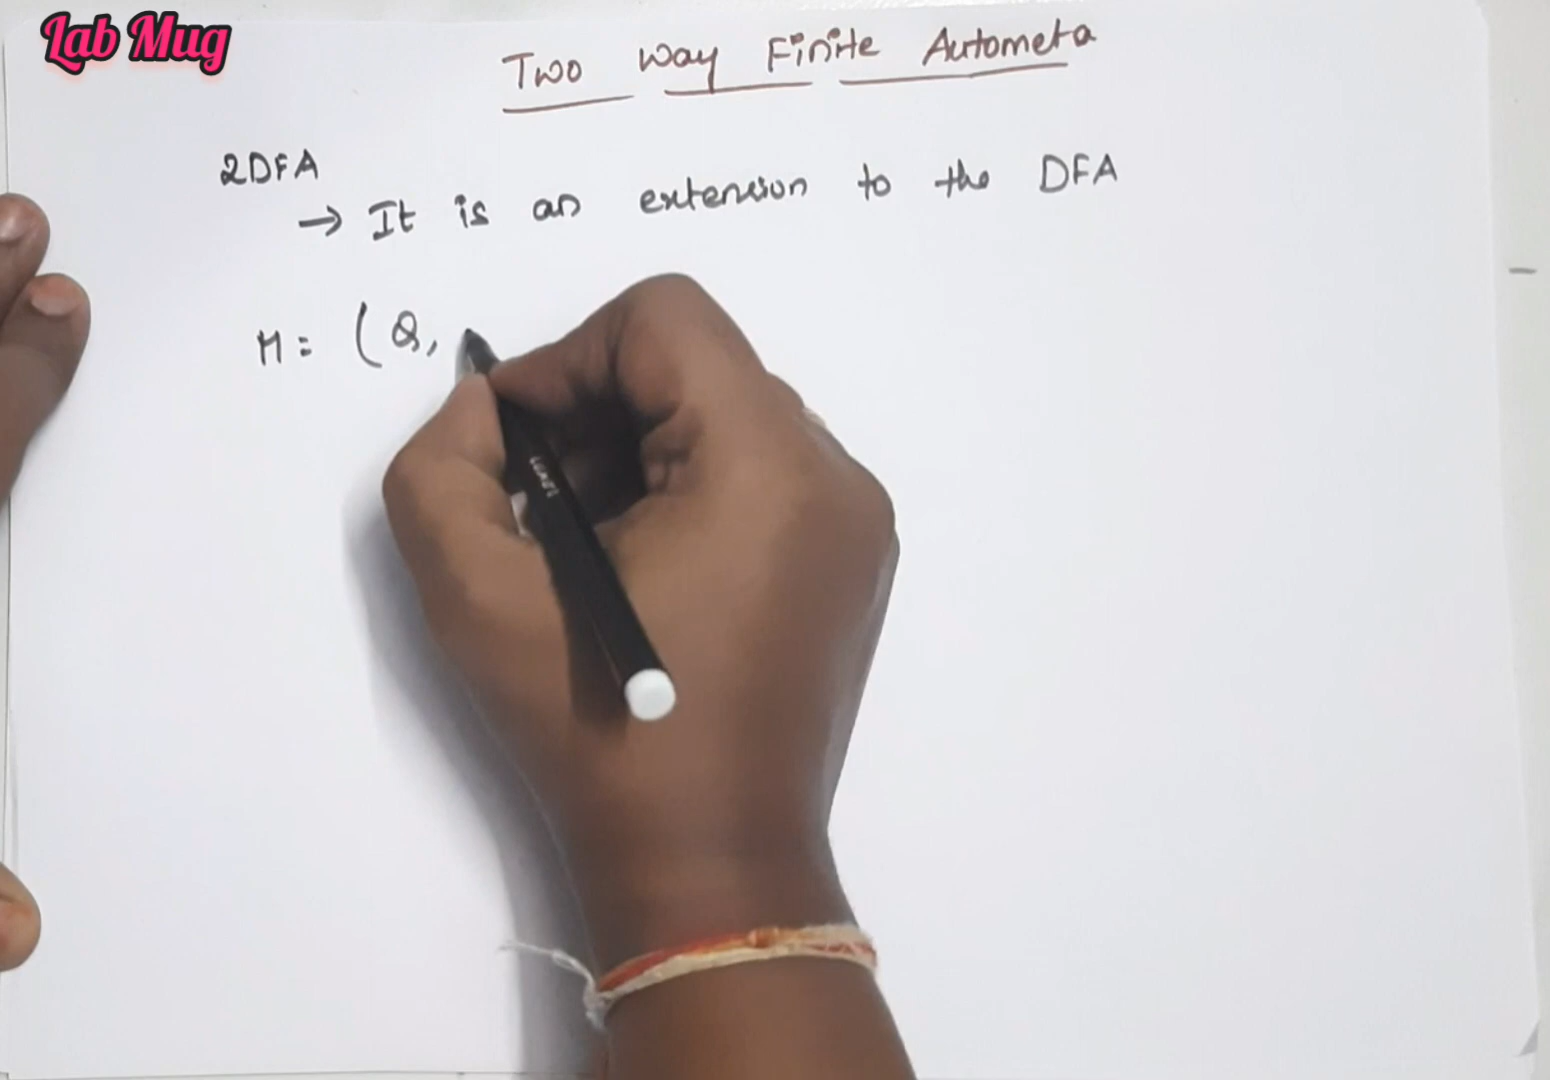 Lab Mug
Two Way Finite Autometa
2DFA
→ It is an extension to the DFA
M = (Q,